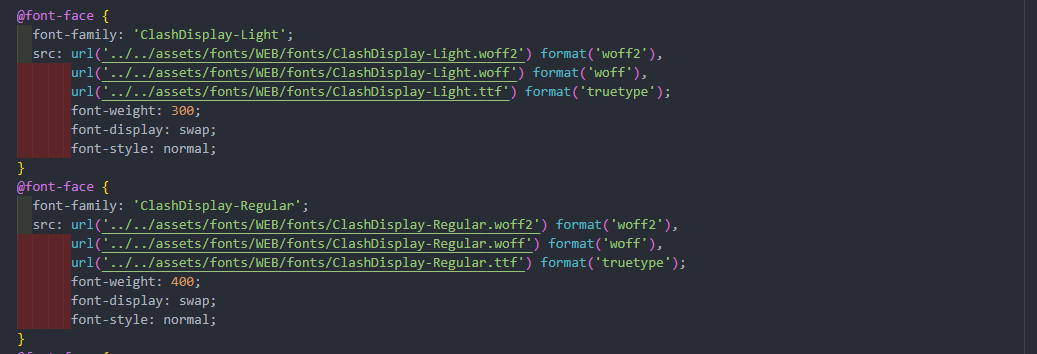 @font-face {
  font-family: 'ClashDisplay-Light';
  src: url('../../assets/fonts/WEB/fonts/ClashDisplay-Light.woff2') format('woff2'),
       url('../../assets/fonts/WEB/fonts/ClashDisplay-Light.woff') format('woff'),
       url('../../assets/fonts/WEB/fonts/ClashDisplay-Light.ttf') format('truetype');
       font-weight: 300;
       font-display: swap;
       font-style: normal;
}
@font-face {
  font-family: 'ClashDisplay-Regular';
  src: url('../../assets/fonts/WEB/fonts/ClashDisplay-Regular.woff2') format('woff2'),
       url('../../assets/fonts/WEB/fonts/ClashDisplay-Regular.woff') format('woff'),
       url('../../assets/fonts/WEB/fonts/ClashDisplay-Regular.ttf') format('truetype');
       font-weight: 400;
       font-display: swap;
       font-style: normal;
}